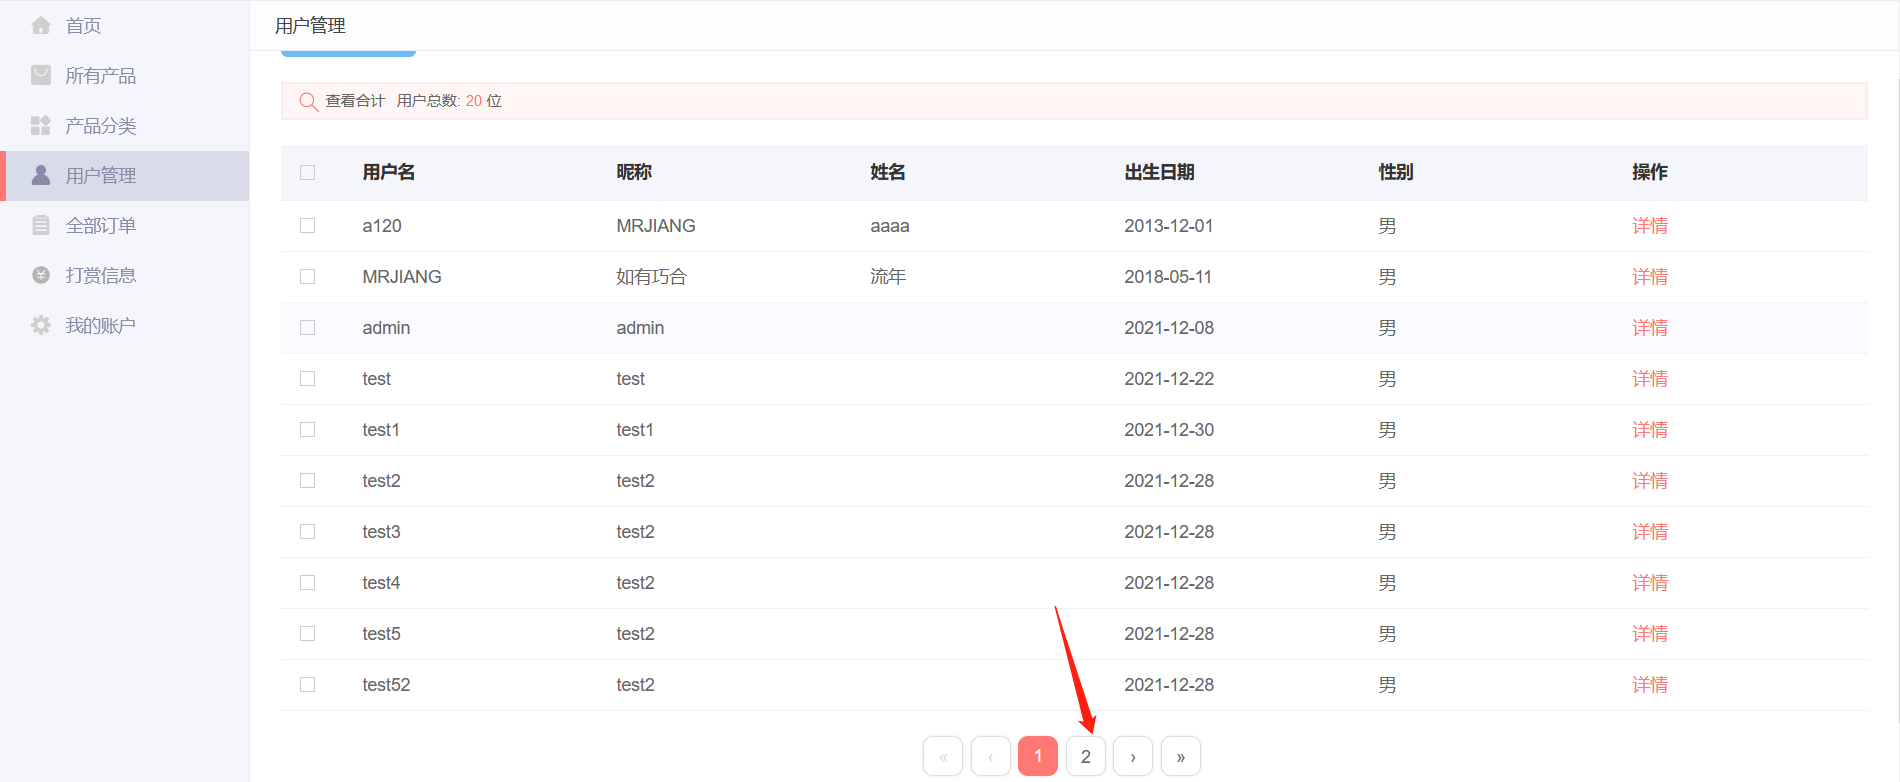 首页
所有产品
产品分类
用户管理
全部订单
打赏信息
我的账户
用户管理
查看合计 用户总数: 20 位
用户名 昵称 姓名 出生日期 性别 操作
a120 MRJIANG aaaa 2013-12-01 男 详情
MRJIANG 如有巧合 流年 2018-05-11 男 详情
admin admin 2021-12-08 男 详情
test test 2021-12-22 男 详情
test1 test1 2021-12-30 男 详情
test2 test2 2021-12-28 男 详情
test3 test2 2021-12-28 男 详情
test4 test2 2021-12-28 男 详情
test5 test2 2021-12-28 男 详情
test52 test2 2021-12-28 男 详情
« ‹ 1 2 › »